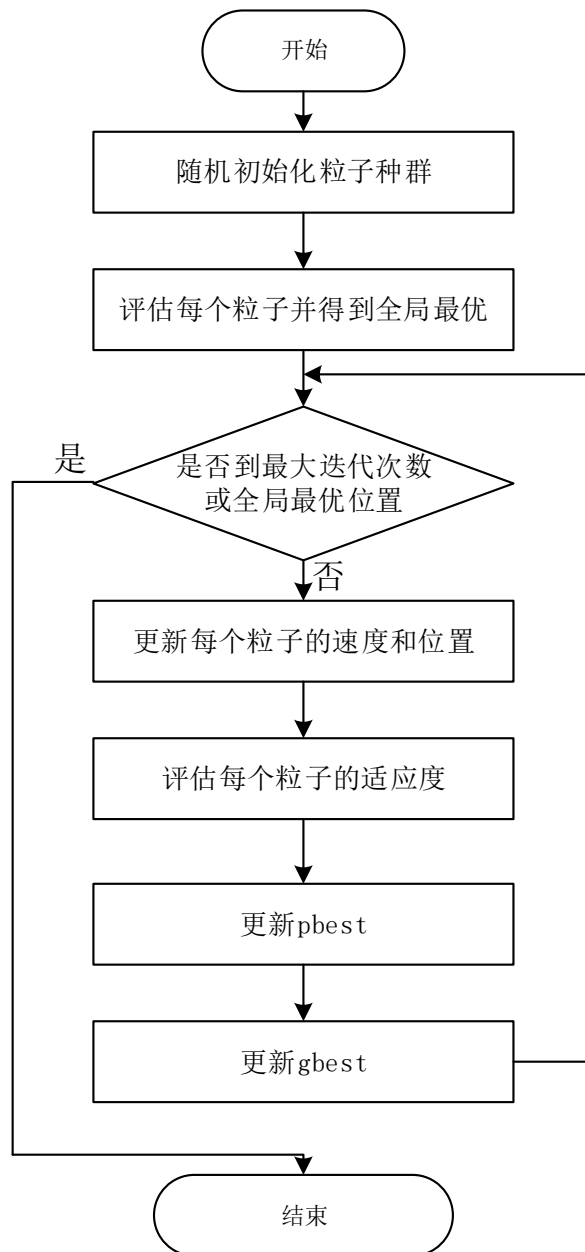 开始
随机初始化粒子种群
评估每个粒子并得到全局最优
是
是否到最大迭代次数
或全局最优位置
否
更新每个粒子的速度和位置
评估每个粒子的适应度
更新pbest
更新gbest
结束